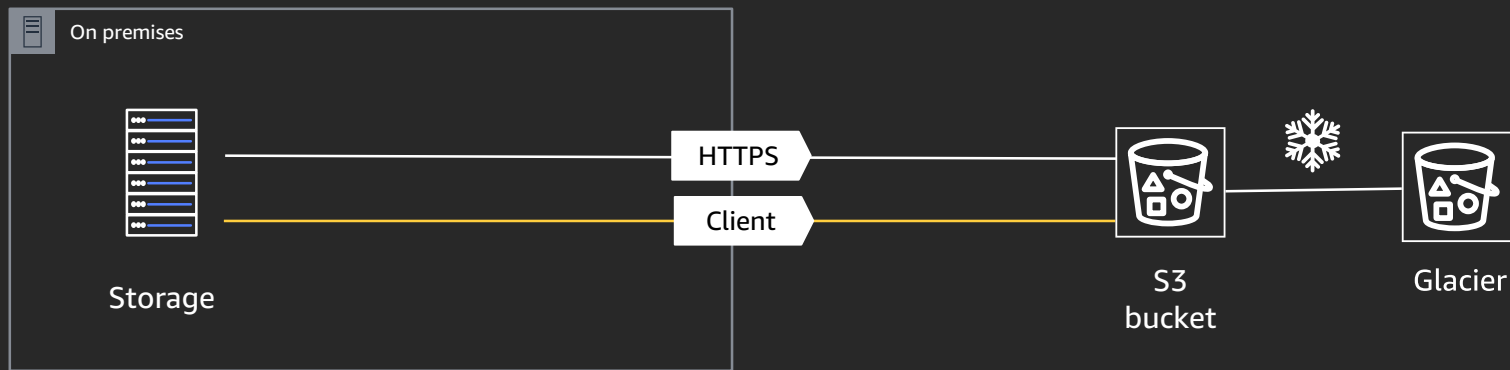 On premises
HTTPS
Client
Storage
S3
bucket
Glacier